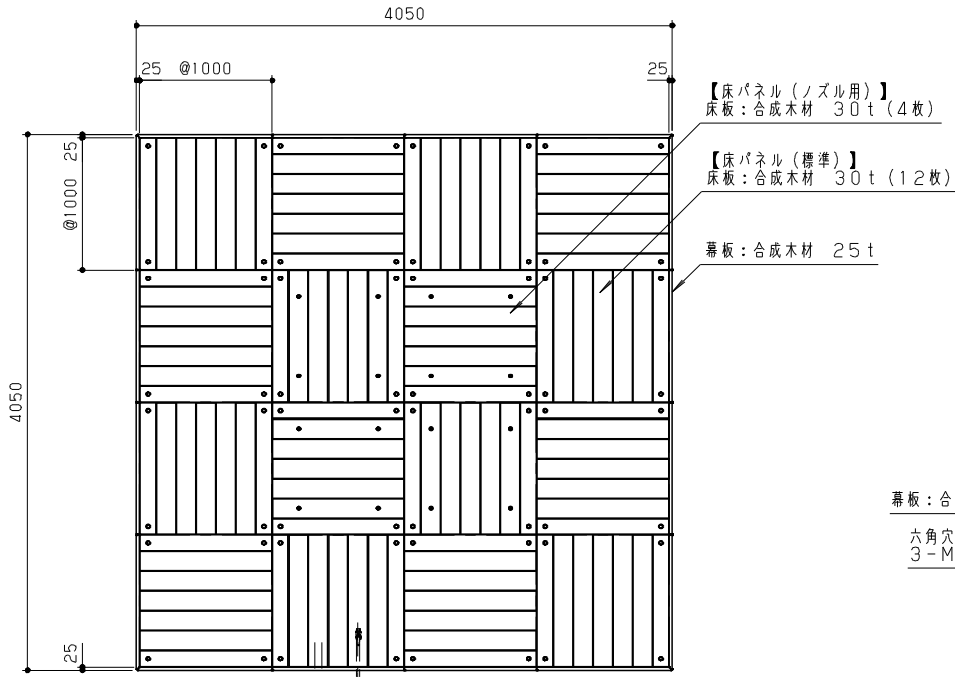 4050
25 @1000
25
【床パネル（ノズル用）】
床板：合成木材 30t（4枚）
【床パネル（標準）】
床板：合成木材 30t（12枚）
幕板：合成木材 25t
25
@1000
4050
25
幕板：合
六角穴
3-M